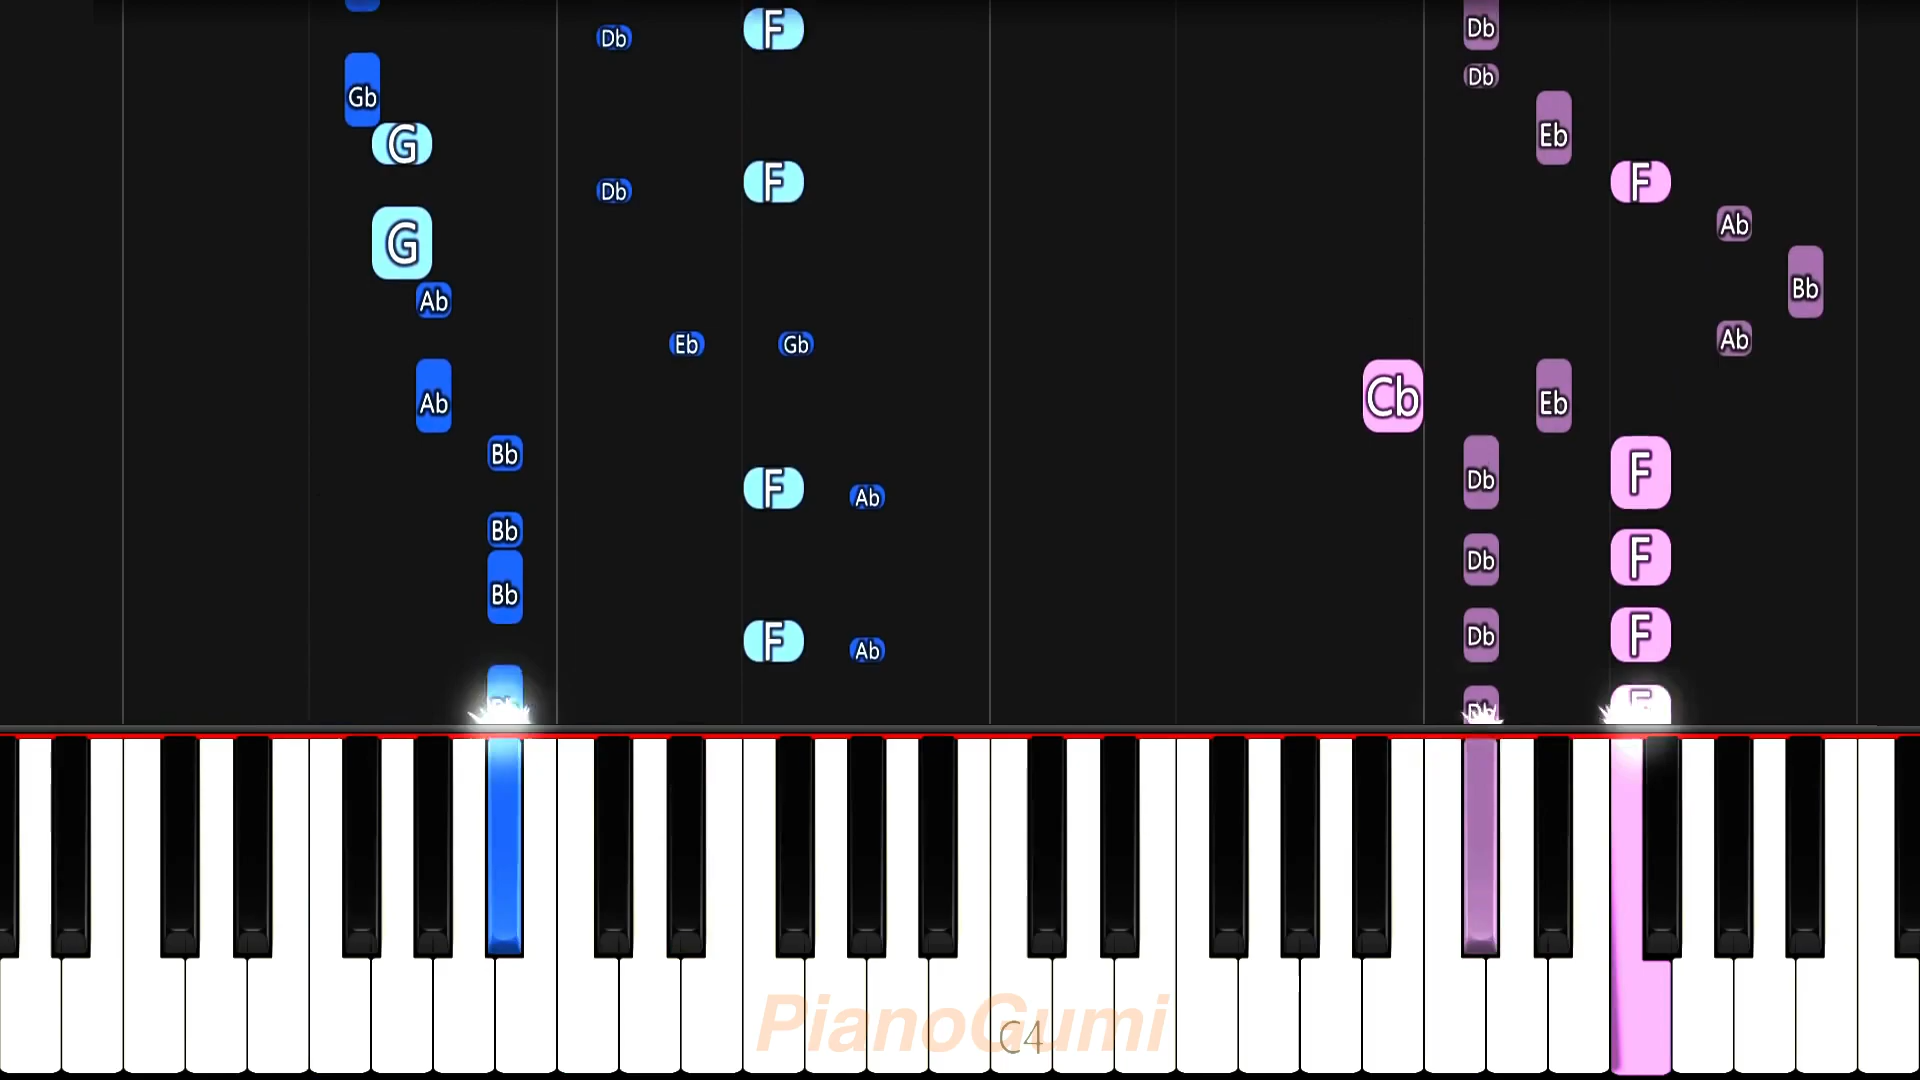 Db F Db
Gb Db
G Eb
Db F F
G Ab
Ab Bb
Eb Gb Ab
Ab Cb Eb
Bb F Ab Db F
Bb Db F
Bb
F Ab Db F
Db F
PianoGumi
C4